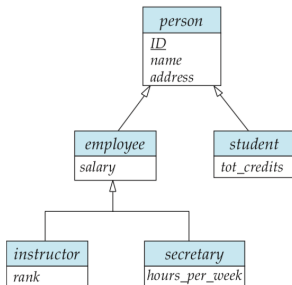 person
ID
name
address
employee
salary
student
tot_credits
instructor
rank
secretary
hours_per_week